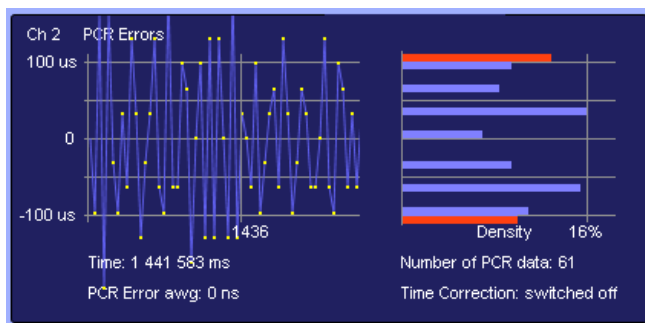 Ch 2 PCR Errors
100 us
0
-100 us
1436
Density 16%
Time: 1 441 583 ms
Number of PCR data: 61
PCR Error awg: 0 ns
Time Correction: switched off